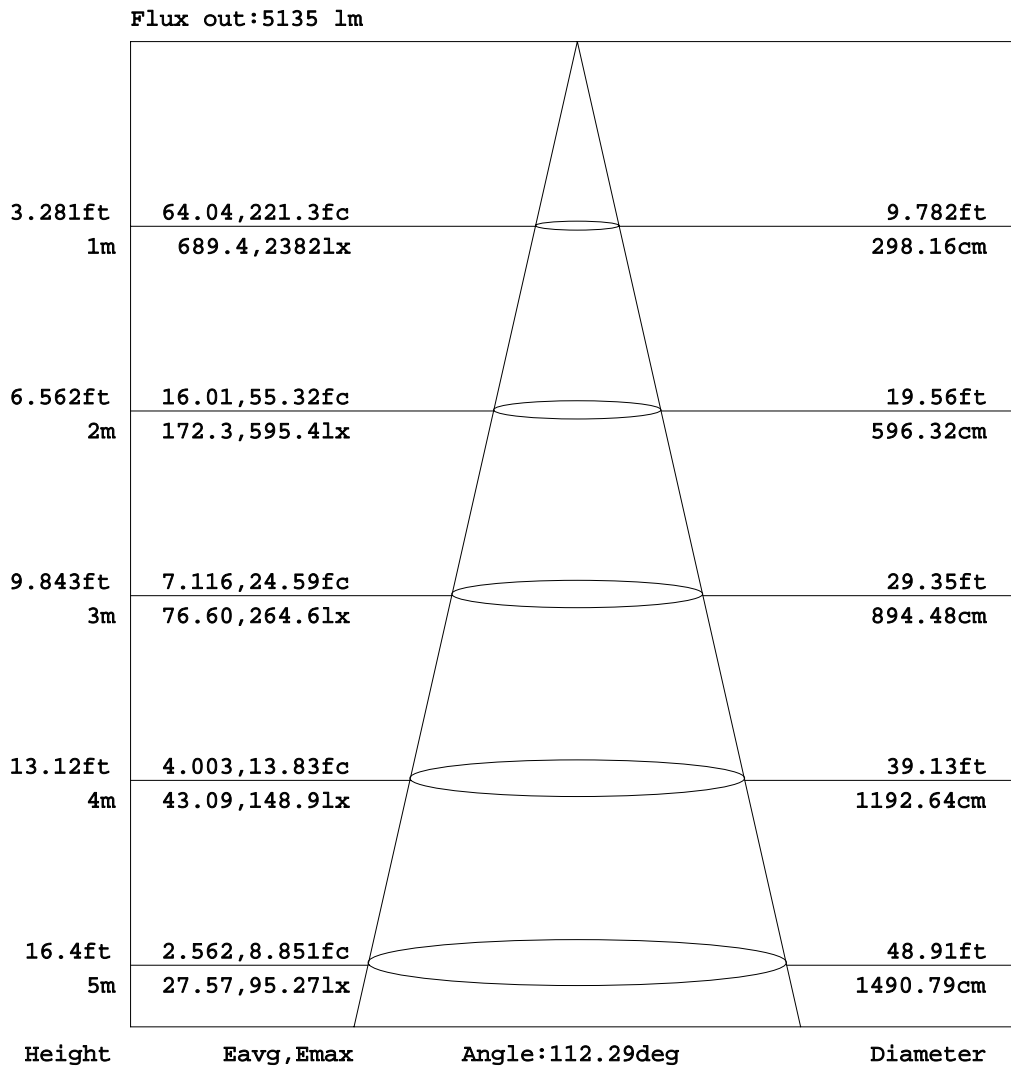 Flux out:5135 lm
3.281ft 64.04,221.3fc 9.782ft
1m 689.4,2382lx 298.16cm
6.562ft 16.01,55.32fc 19.56ft
2m 172.3,595.4lx 596.32cm
9.843ft 7.116,24.59fc 29.35ft
3m 76.60,264.6lx 894.48cm
13.12ft 4.003,13.83fc 39.13ft
4m 43.09,148.9lx 1192.64cm
16.4ft 2.562,8.851fc 48.91ft
5m 27.57,95.27lx 1490.79cm
Height Eavg,Emax Angle:112.29deg Diameter